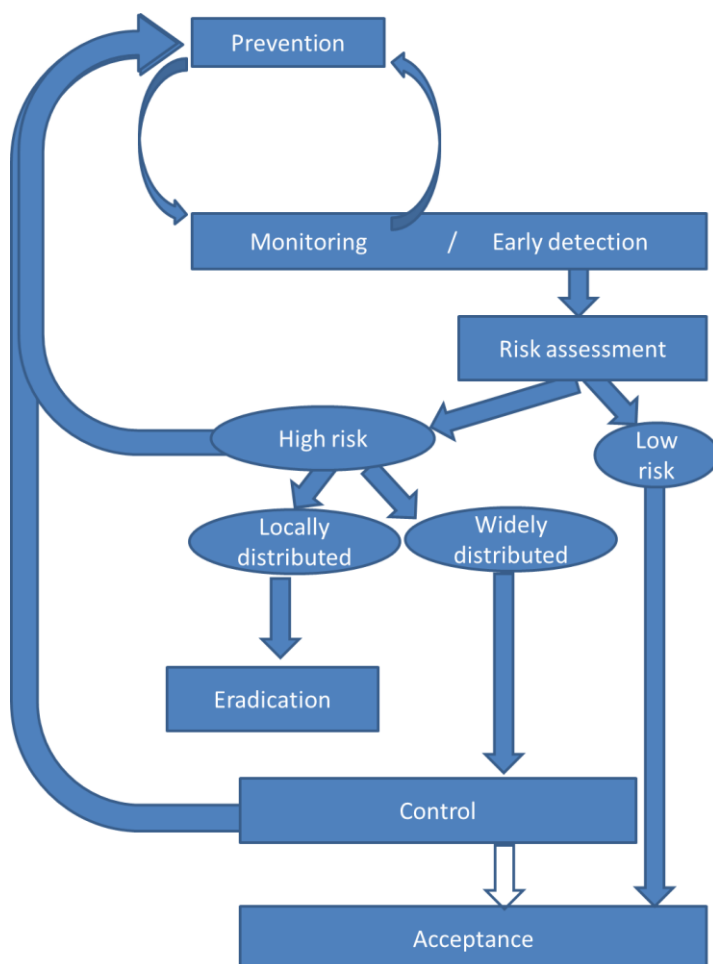 Prevention
Monitoring / Early detection
Risk assessment
High risk
Low
risk
Locally
distributed
Widely
distributed
Eradication
Control
Acceptance